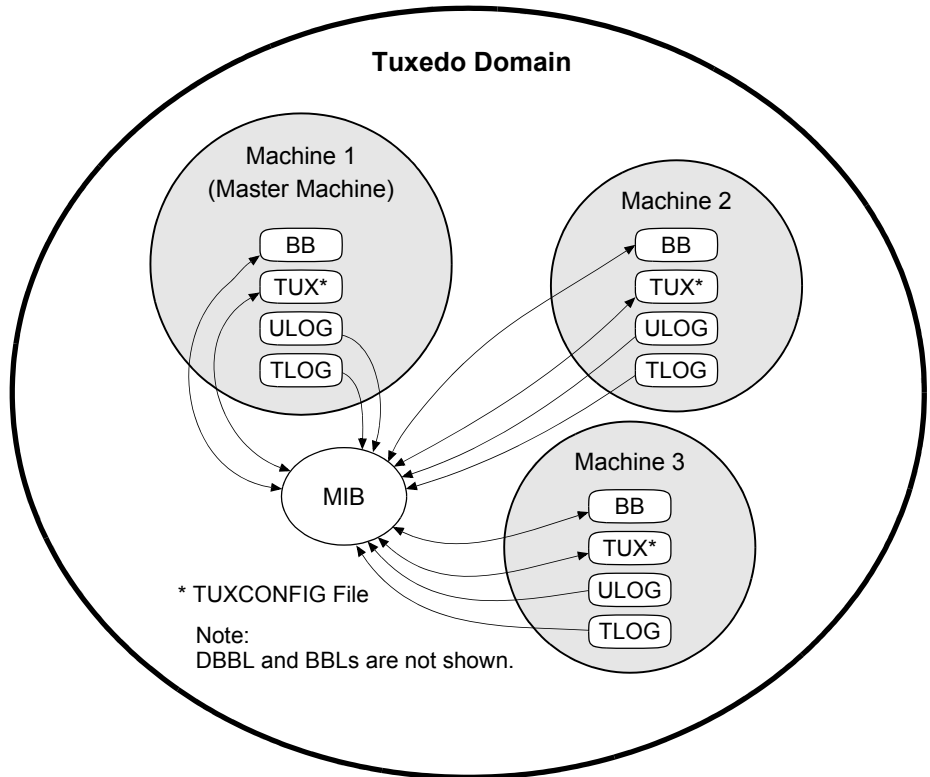 Tuxedo Domain
Machine 1
(Master Machine)
BB
TUX*
ULOG
TLOG
Machine 2
BB
TUX*
ULOG
TLOG
Machine 3
BB
TUX*
ULOG
TLOG
MIB
* TUXCONFIG File
Note:
DBBL and BBLs are not shown.